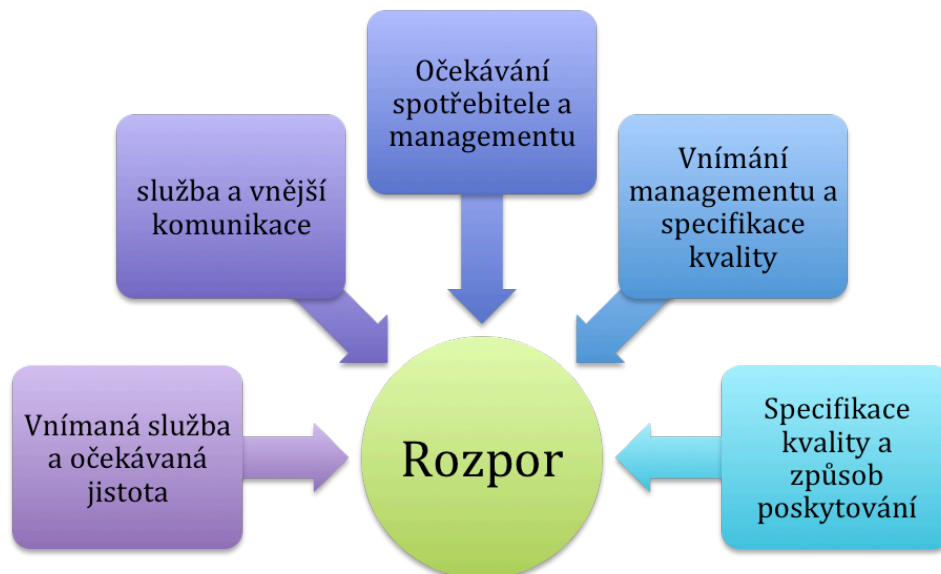 Očekávání
spotřebitele a
managementu
služba a vnější
komunikace
Vnímání
managementu a
specifikace
kvality
Vnímaná služba
a očekávaná
jistota
Rozpor
Specifikace
kvality a
způsob
poskytování